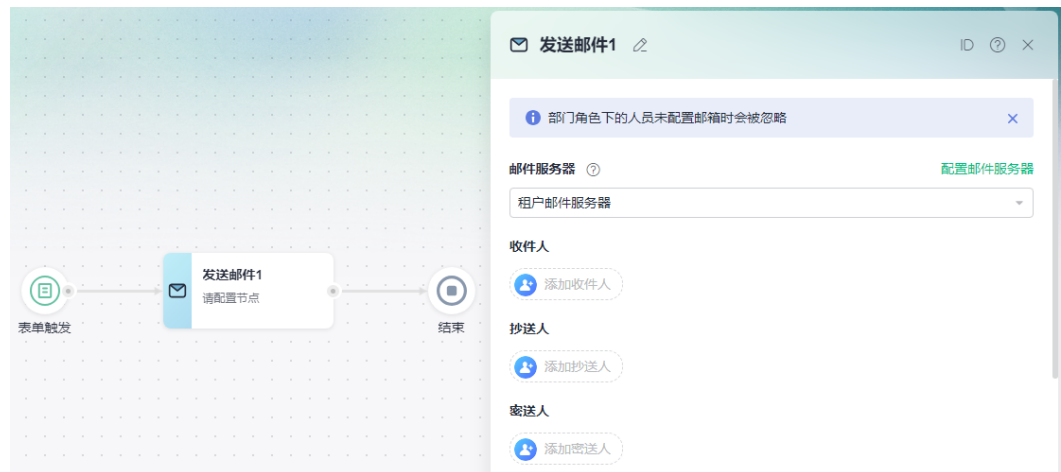 发送邮件1
ID
部门角色下的人员未配置邮箱时会被忽略
邮件服务器
配置邮件服务器
租户邮件服务器
收件人
添加收件人
抄送人
添加抄送人
密送人
添加密送人
发送邮件1
请配置节点
表单触发
结束